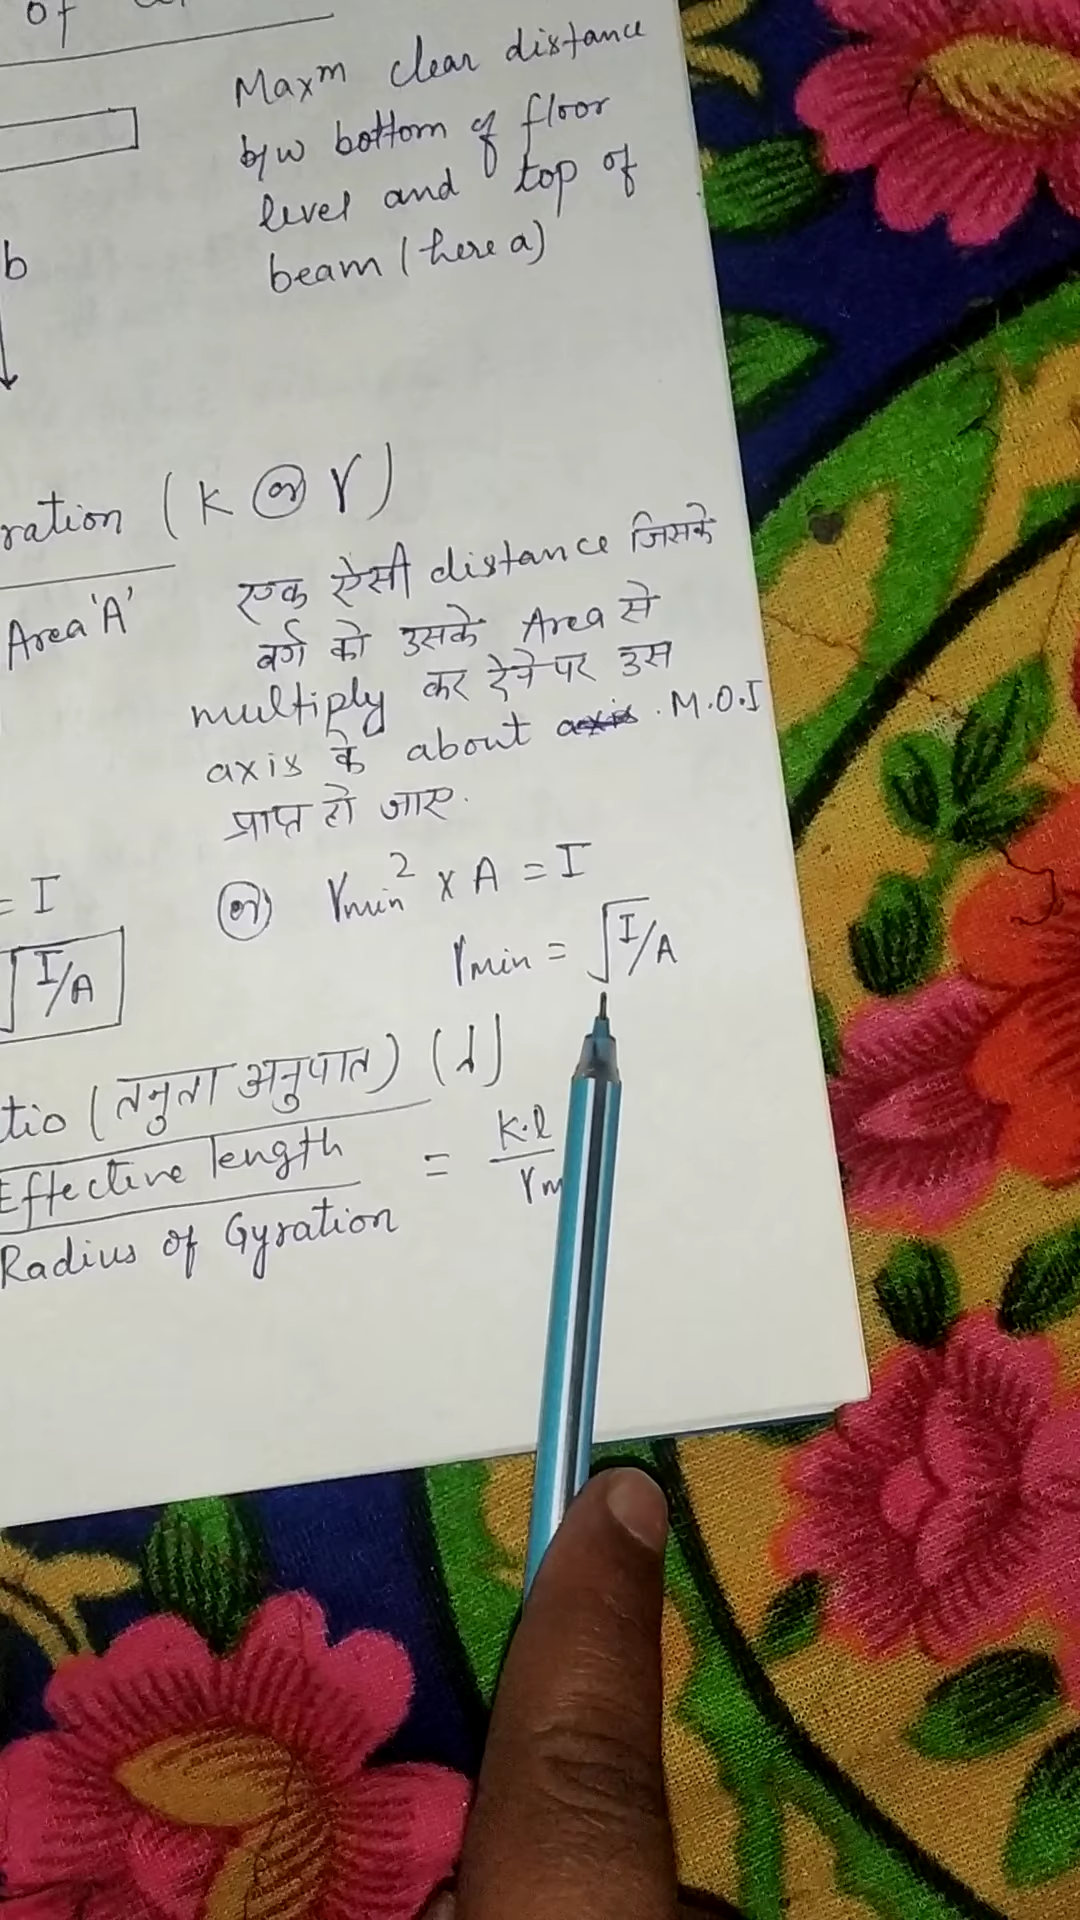 of
Maxm clear distance
b/w bottom of floor
level and top of
beam (here a)
b
ration (K or r)
एक ऐसी distance जिसके
Area 'A'
वर्ग को उसके Area से
multiply कर देने पर उस
axis के about axis. M.O.I
प्राप्त हो जाए.
= I
or rmin² x A = I
√I/A
rmin = √I/A
tio (तनुता अनुपात) (λ)
Effective length = K.l
Radius of Gyration rm